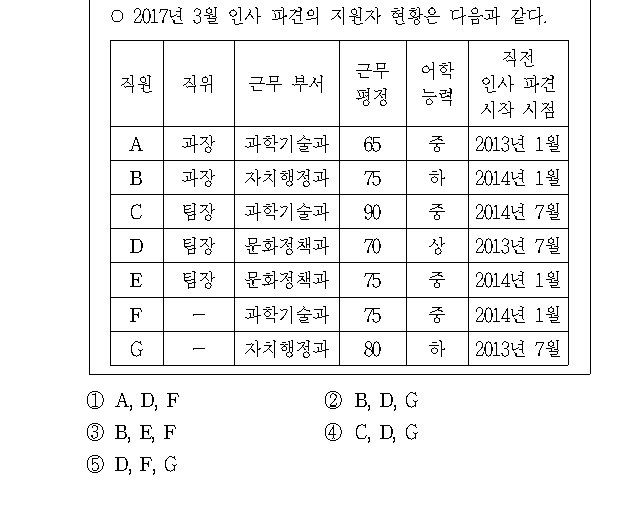 ○ 2017년 3월 인사 파견의 지원자 현황은 다음과 같다.
직원 직위 근무 부서 근무 평정 어학 능력 직전 인사 파견 시작 시점
A 과장 과학기술과 65 중 2013년 1월
B 과장 자치행정과 75 하 2014년 1월
C 팀장 과학기술과 90 중 2014년 7월
D 팀장 문화정책과 70 상 2013년 7월
E 팀장 문화정책과 75 중 2014년 1월
F － 과학기술과 75 중 2014년 1월
G － 자치행정과 80 하 2013년 7월
① A, D, F ② B, D, G
③ B, E, F ④ C, D, G
⑤ D, F, G